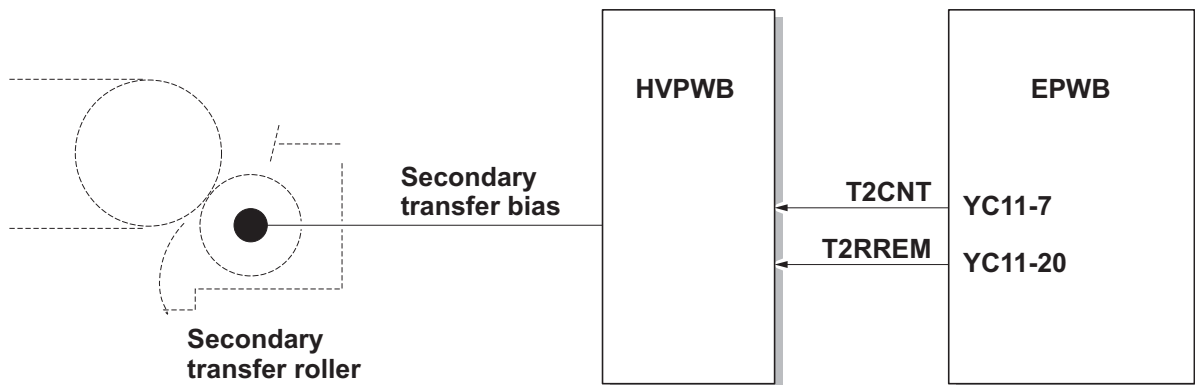 HVPWB
EPWB
Secondary
transfer bias
T2CNT
YC11-7
T2RREM
YC11-20
Secondary
transfer roller